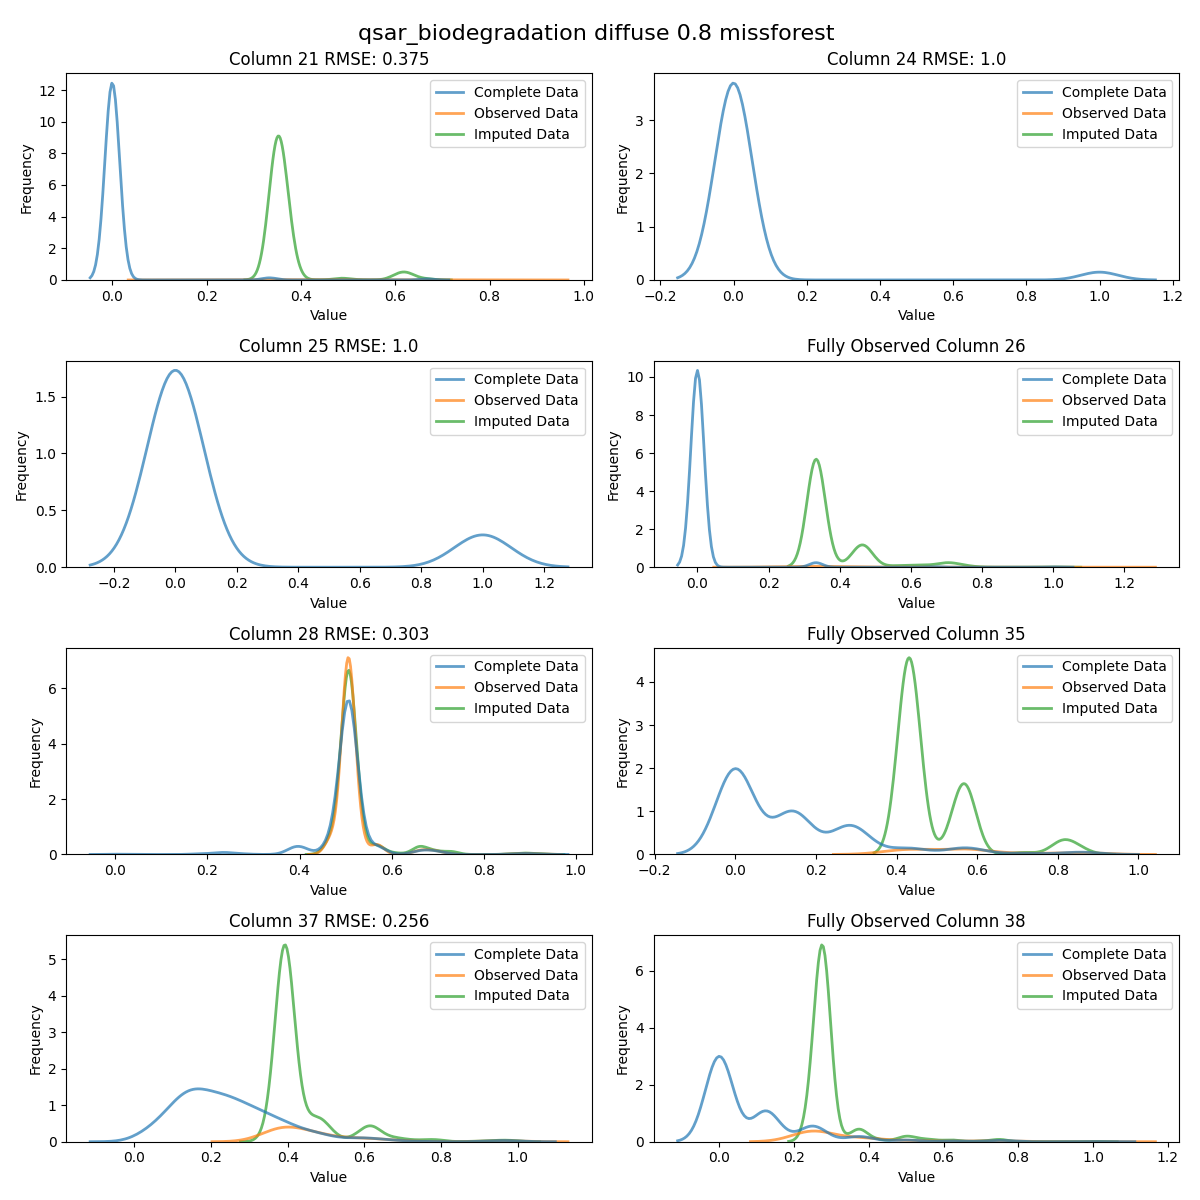 qsar_biodegradation diffuse 0.8 missforest
Column 21 RMSE: 0.375
Frequency
12
10
8
6
4
2
0
0.0 0.2 0.4 0.6 0.8 1.0
Value
Complete Data
Observed Data
Imputed Data
Column 24 RMSE: 1.0
Frequency
3
2
1
0
−0.2 0.0 0.2 0.4 0.6 0.8 1.0 1.2
Value
Complete Data
Observed Data
Imputed Data
Column 25 RMSE: 1.0
Frequency
1.5
1.0
0.5
0.0
−0.2 0.0 0.2 0.4 0.6 0.8 1.0 1.2
Value
Complete Data
Observed Data
Imputed Data
Fully Observed Column 26
Frequency
10
8
6
4
2
0
0.0 0.2 0.4 0.6 0.8 1.0 1.2
Value
Complete Data
Observed Data
Imputed Data
Column 28 RMSE: 0.303
Frequency
6
4
2
0
0.0 0.2 0.4 0.6 0.8 1.0
Value
Complete Data
Observed Data
Imputed Data
Fully Observed Column 35
Frequency
4
3
2
1
0
−0.2 0.0 0.2 0.4 0.6 0.8 1.0
Value
Complete Data
Observed Data
Imputed Data
Column 37 RMSE: 0.256
Frequency
5
4
3
2
1
0
0.0 0.2 0.4 0.6 0.8 1.0
Value
Complete Data
Observed Data
Imputed Data
Fully Observed Column 38
Frequency
6
4
2
0
0.0 0.2 0.4 0.6 0.8 1.0 1.2
Value
Complete Data
Observed Data
Imputed Data